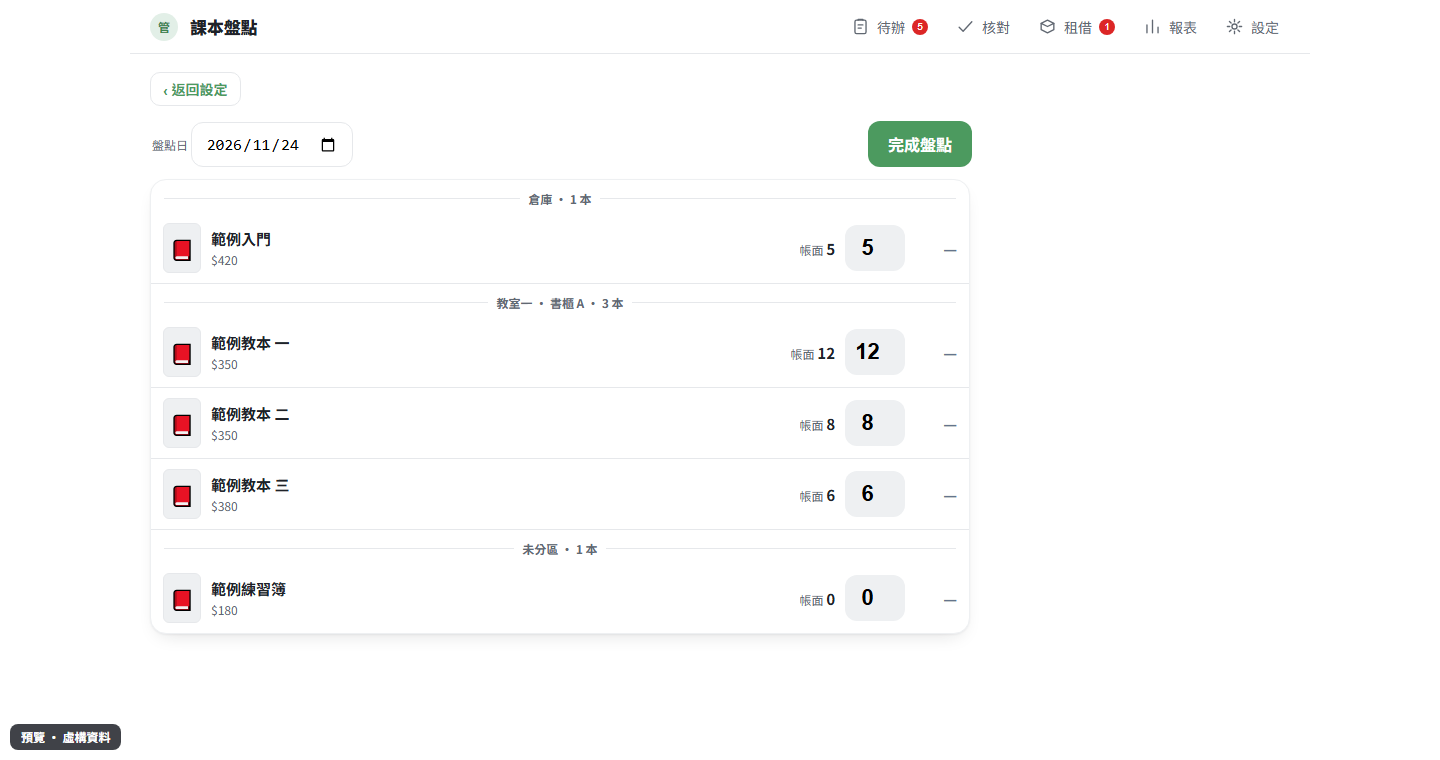 管 課本盤點 待辦 5 核對 租借 1 報表 設定
‹ 返回設定
盤點日 2026/11/24 完成盤點
倉庫 · 1 本
範例入門
$420
帳面 5 5 —
教室一 · 書櫃 A · 3 本
範例教本 一
$350
帳面 12 12 —
範例教本 二
$350
帳面 8 8 —
範例教本 三
$380
帳面 6 6 —
未分區 · 1 本
範例練習簿
$180
帳面 0 0 —
預覽 · 虛構資料